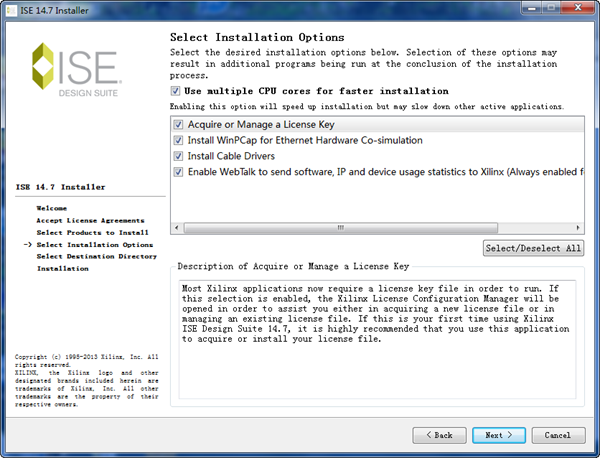 ISE 14.7 Installer
ISE
DESIGN SUITE
ISE 14.7 Installer
Welcome
Accept License Agreements
Select Products to Install
-> Select Installation Options
Select Destination Directory
Installation
Copyright (c) 1995-2013 Xilinx, Inc. All
rights reserved.
XILINX, the Xilinx logo and other
designated brands included herein are
trademarks of Xilinx, Inc. All other
trademarks are the property of their
respective owners.
Select Installation Options
Select the desired installation options below. Selection of these options may
result in additional programs being run at the conclusion of the installation
process.
Use multiple CPU cores for faster installation
Enabling this option will speed up installation but may slow down other active applications.
Acquire or Manage a License Key
Install WinPCap for Ethernet Hardware Co-simulation
Install Cable Drivers
Enable WebTalk to send software, IP and device usage statistics to Xilinx (Always enabled f
Select/Deselect All
Description of Acquire or Manage a License Key
Most Xilinx applications now require a license key file in order to run. If
this selection is enabled, the Xilinx License Configuration Manager will be
opened in order to assist you either in acquiring a new license file or in
managing an existing license file. If this is your first time using Xilinx
ISE Design Suite 14.7, it is highly recommended that you use this application
to acquire or install your license file.
< Back
Next >
Cancel